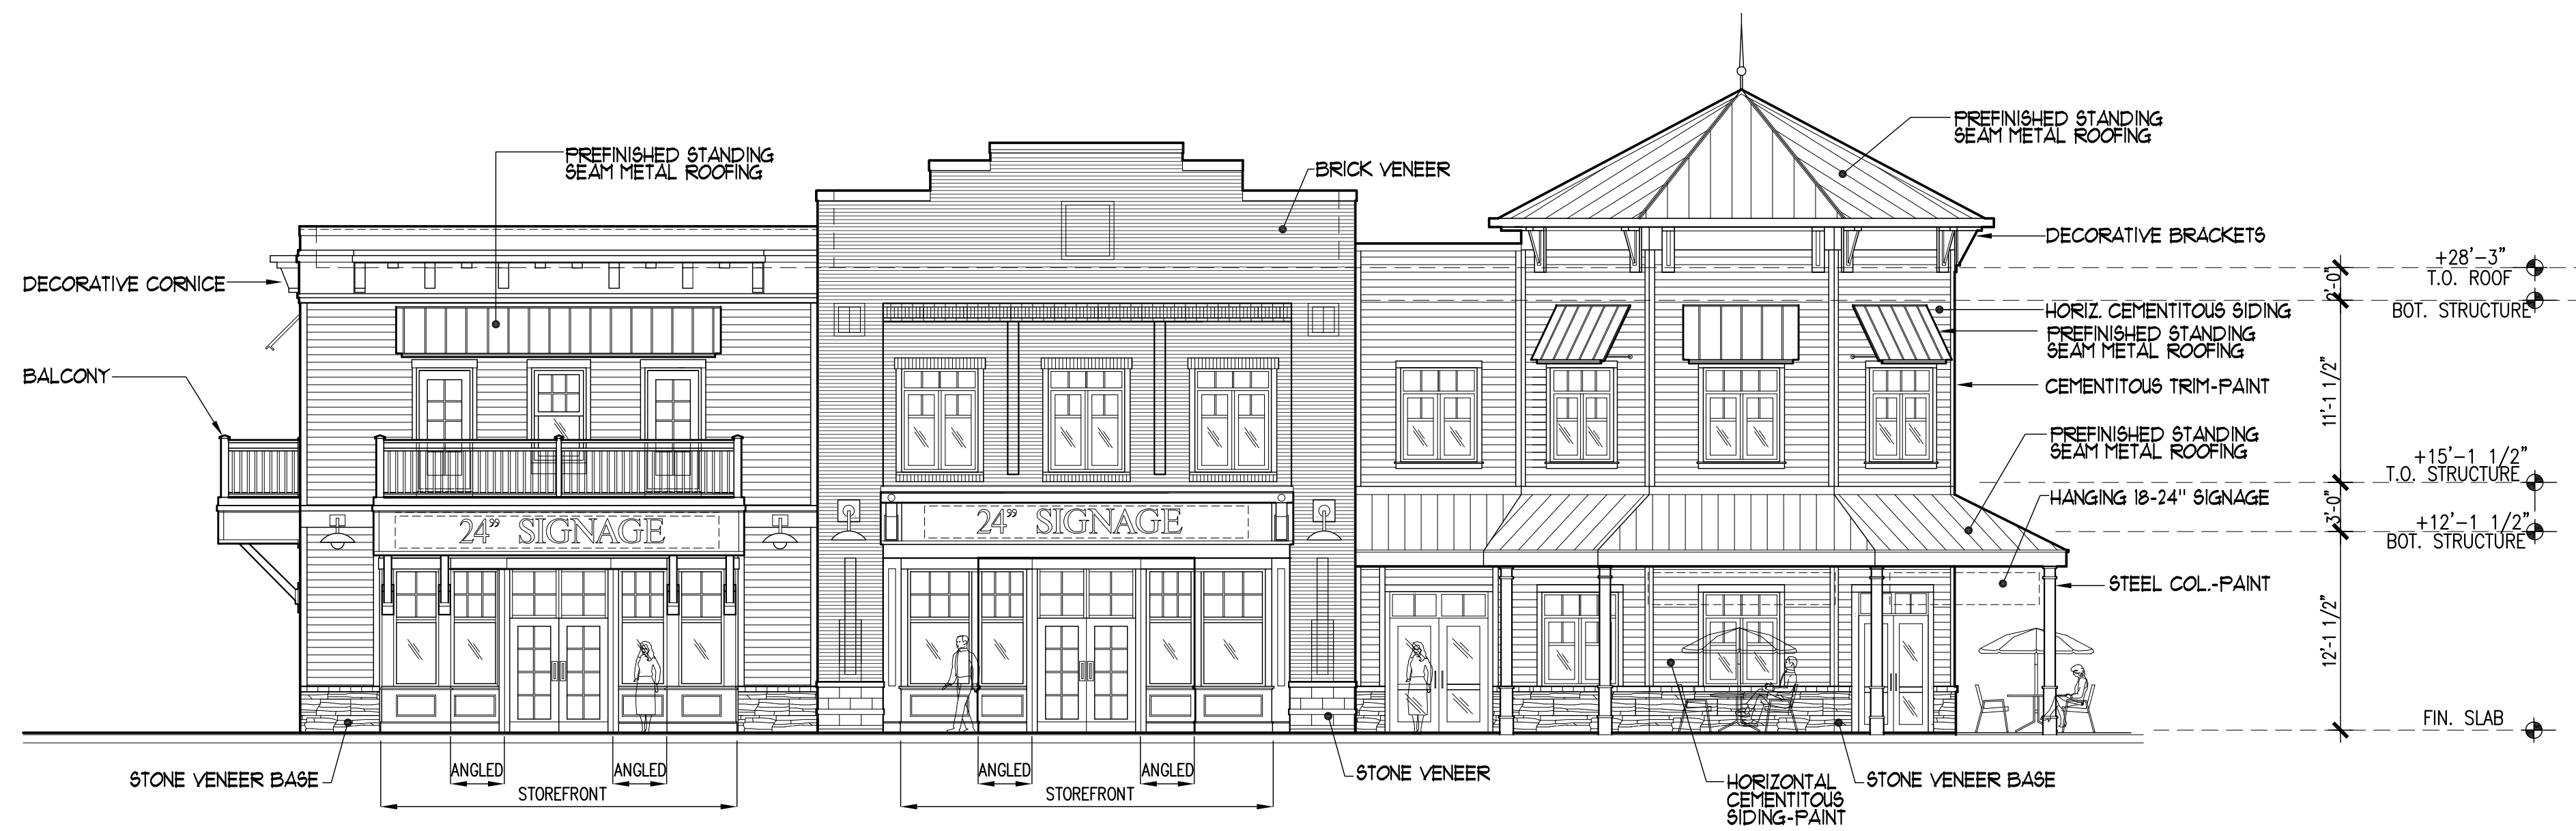 PREFINISHED STANDING
SEAM METAL ROOFING
PREFINISHED STANDING
SEAM METAL ROOFING
BRICK VENEER
DECORATIVE BRACKETS
+28'-3"
T.O. ROOF
2'-0"
DECORATIVE CORNICE
HORIZ. CEMENTITOUS SIDING
BOT. STRUCTURE
PREFINISHED STANDING
SEAM METAL ROOFING
BALCONY
CEMENTITOUS TRIM-PAINT
11'-1 1/2"
PREFINISHED STANDING
SEAM METAL ROOFING
+15'-1 1/2"
T.O. STRUCTURE
HANGING 18-24" SIGNAGE
3'-0"
24" SIGNAGE
24" SIGNAGE
+12'-1 1/2"
BOT. STRUCTURE
STEEL COL.-PAINT
12'-1 1/2"
FIN. SLAB
STONE VENEER BASE
ANGLED
ANGLED
STOREFRONT
ANGLED
ANGLED
STOREFRONT
STONE VENEER
HORIZONTAL
CEMENTITOUS
SIDING-PAINT
STONE VENEER BASE